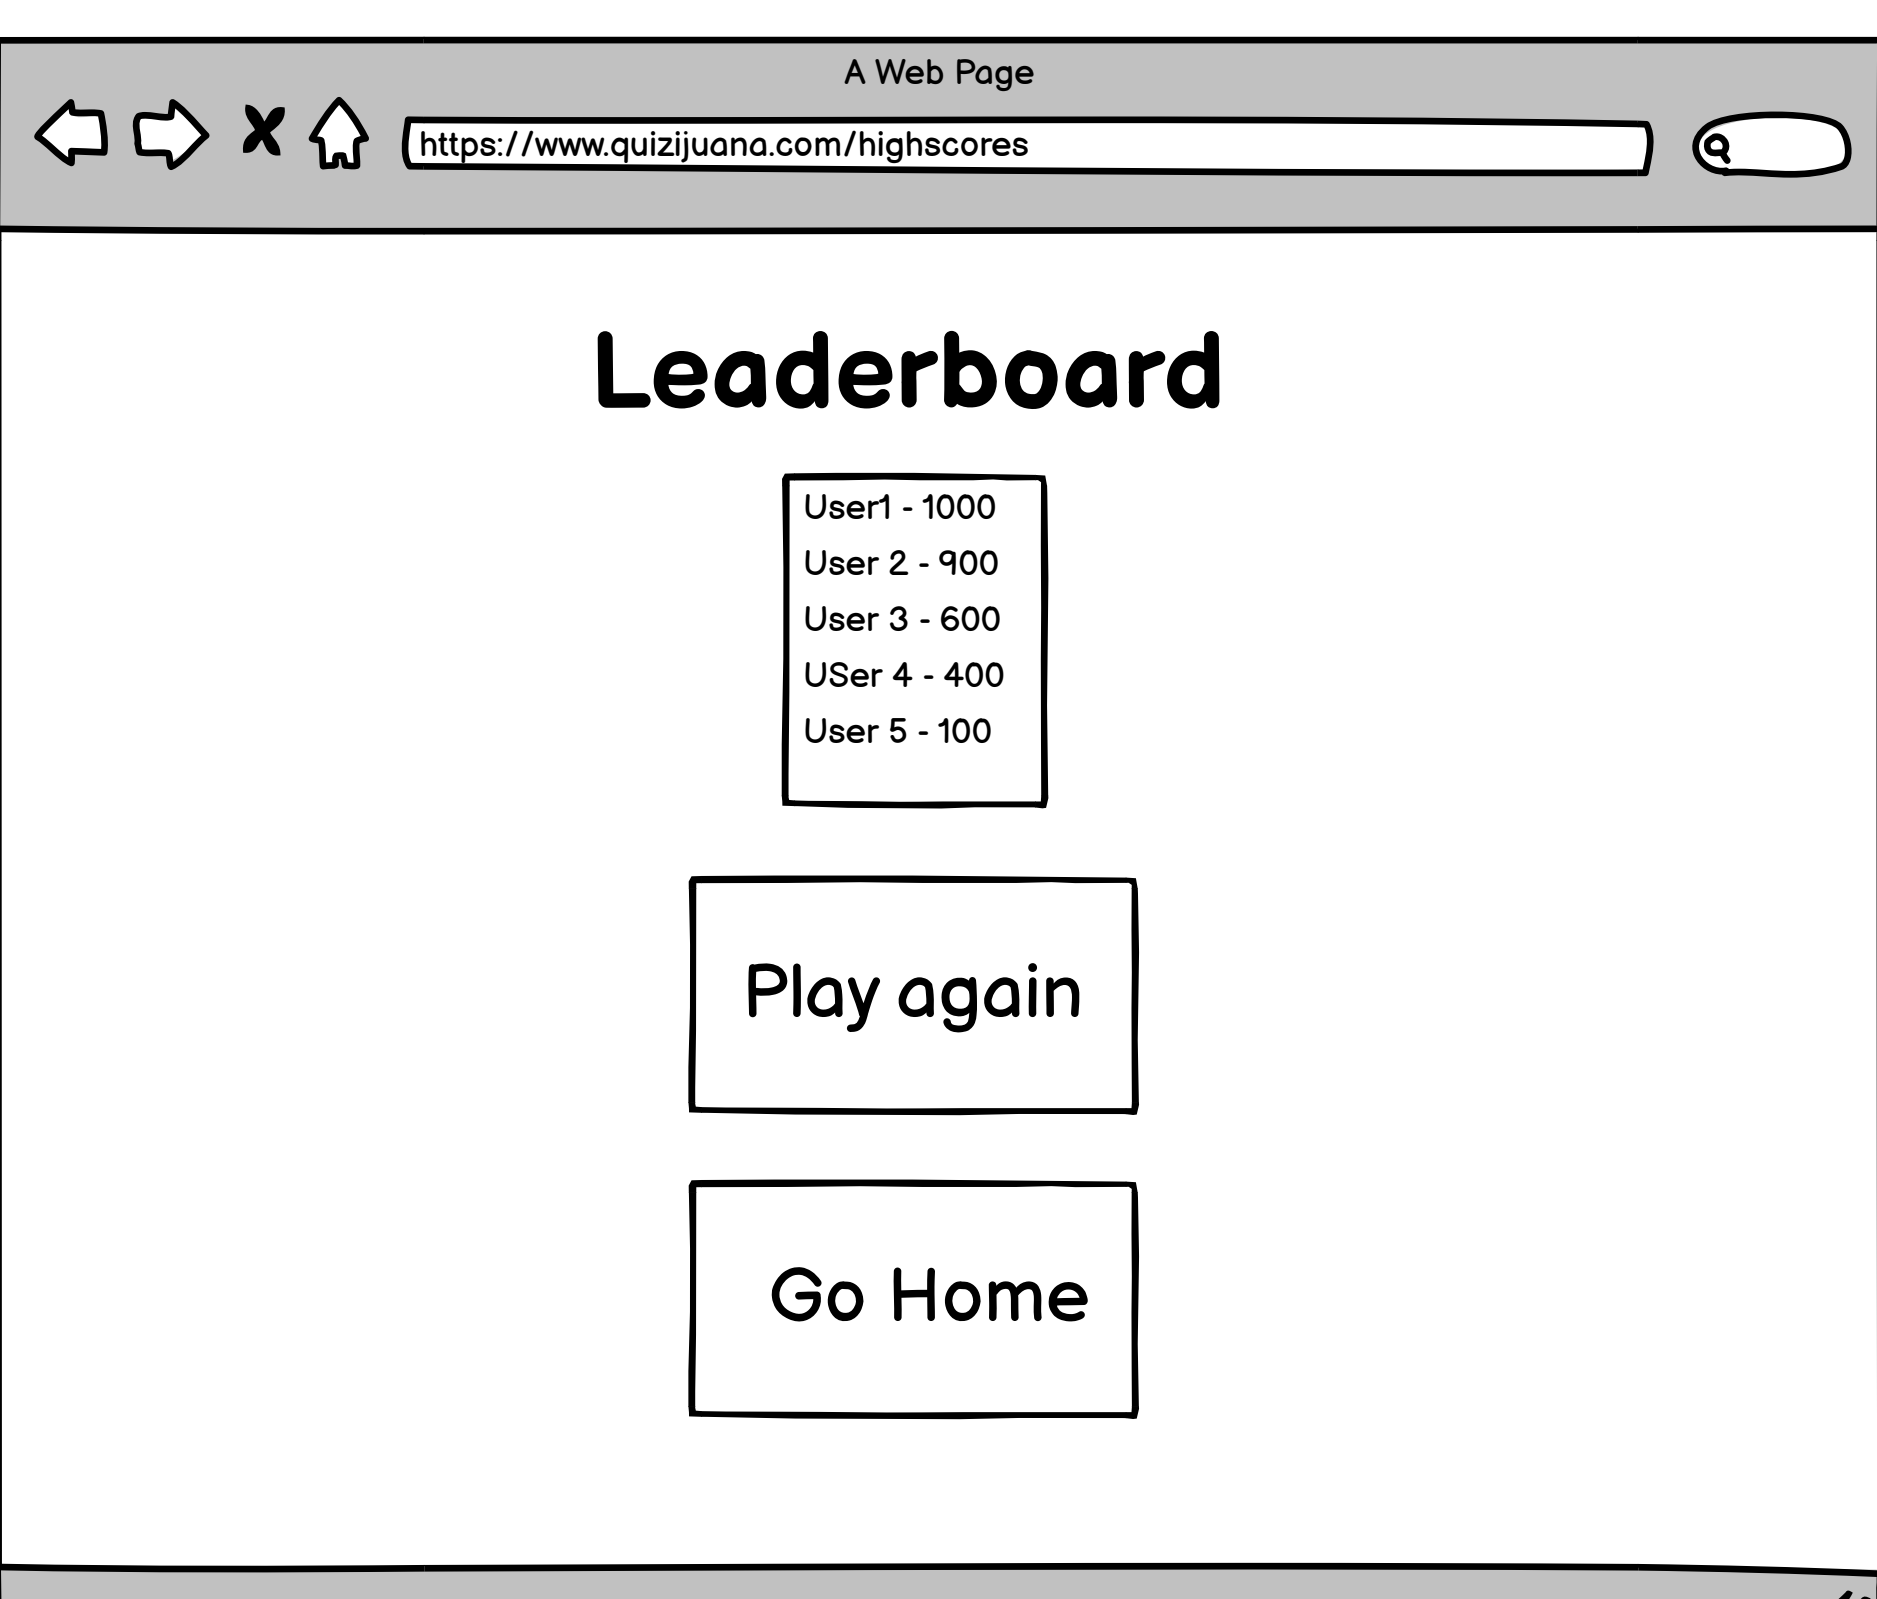 A Web Page
https://www.quizijuana.com/highscores
Leaderboard
User1 - 1000
User 2 - 900
User 3 - 600
USer 4 - 400
User 5 - 100
Play again
Go Home